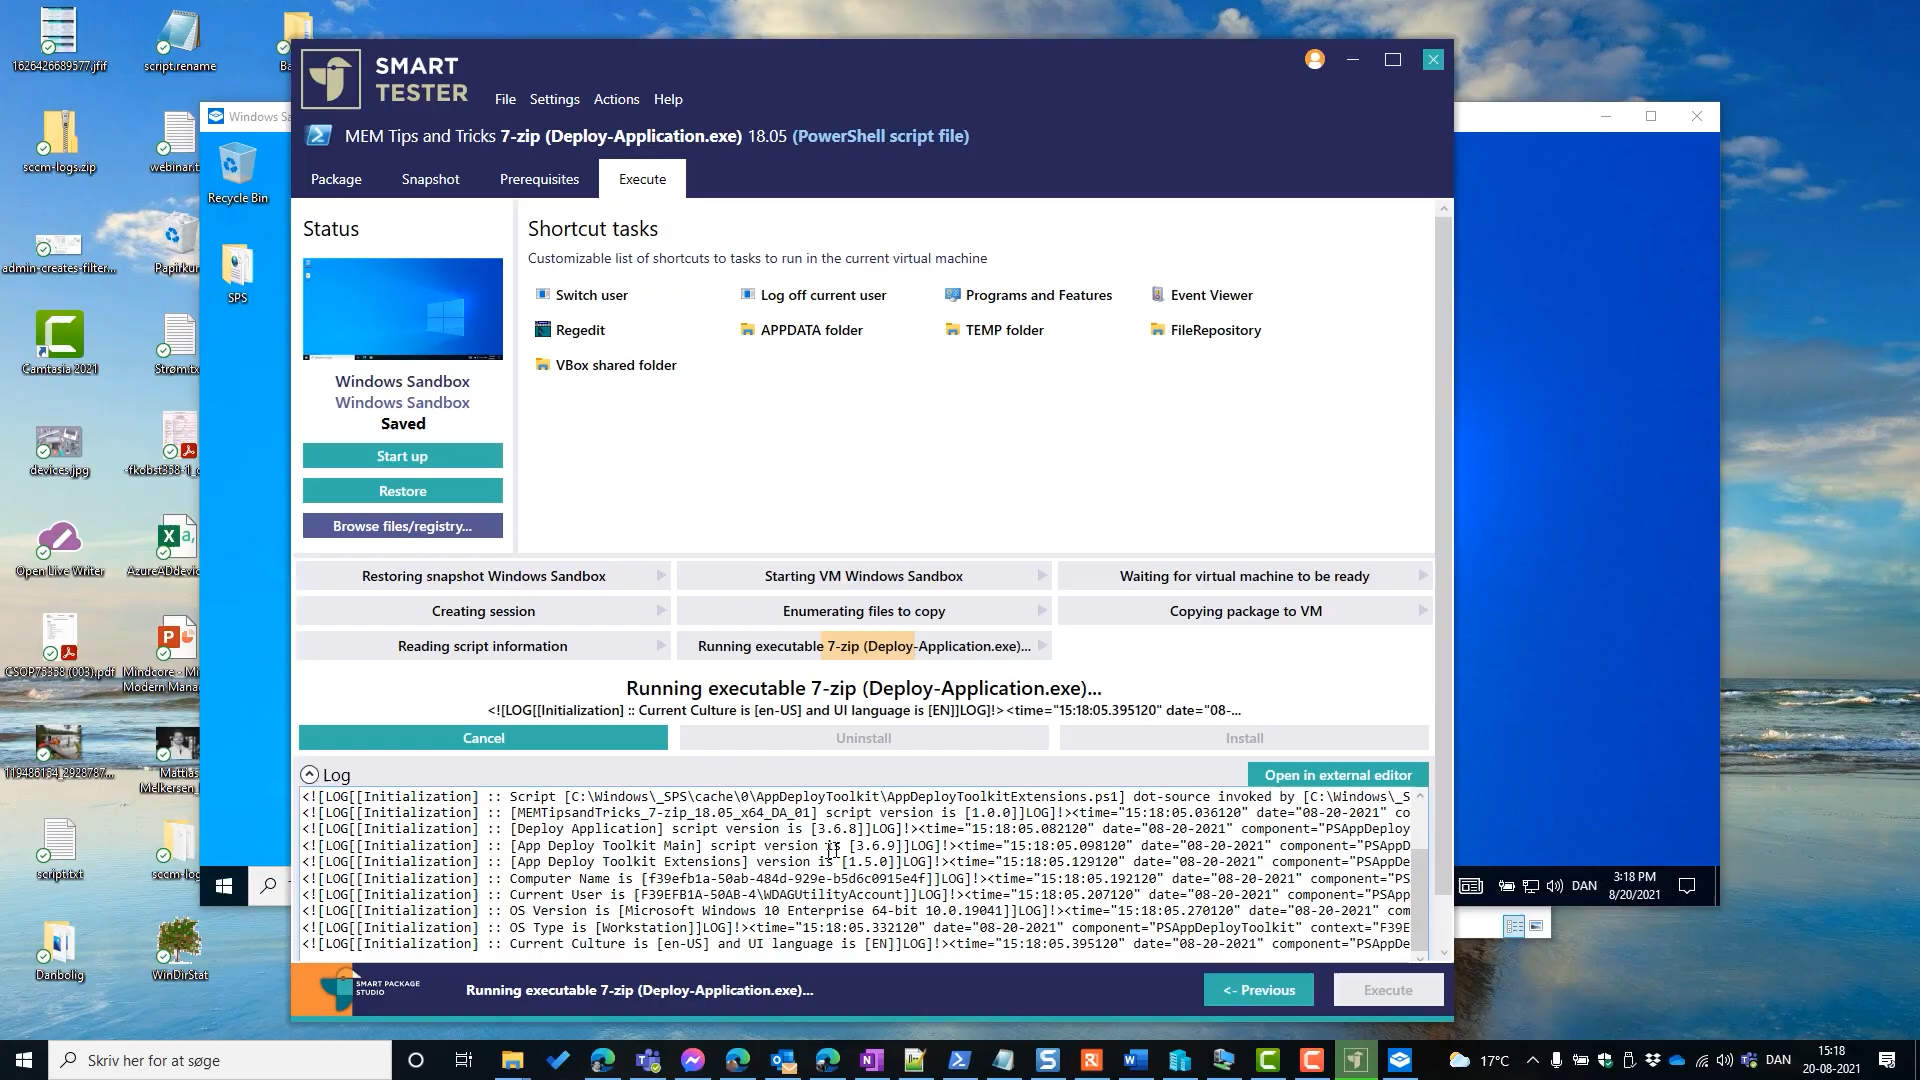 1626426689577.jfif
script.rename
Ba
sccm-logs.zip
webinar.t
admin-creates-filter...
Papirkur
Camtasia 2021
Strøm.tx
devices.jpg
Open Live Writer
AzureADdevic
CSOP75358 (003).pdf
Mindcore - Mi
Modern Mana
119486154_2928787...
Mattias
Melkersen_
script.txt
sccm-log
Danbolig
WinDirStat
Windows Sa
Recycle Bin
SPS
SMART
TESTER
File Settings Actions Help
MEM Tips and Tricks 7-zip (Deploy-Application.exe) 18.05 (PowerShell script file)
Package Snapshot Prerequisites Execute
Status
Windows Sandbox
Windows Sandbox
Saved
Start up
Restore
Browse files/registry...
Shortcut tasks
Customizable list of shortcuts to tasks to run in the current virtual machine
Switch user Log off current user Programs and Features Event Viewer
Regedit APPDATA folder TEMP folder FileRepository
VBox shared folder
Restoring snapshot Windows Sandbox Starting VM Windows Sandbox Waiting for virtual machine to be ready
Creating session Enumerating files to copy Copying package to VM
Reading script information Running executable 7-zip (Deploy-Application.exe)...
Running executable 7-zip (Deploy-Application.exe)...
<![LOG[[Initialization] :: Current Culture is [en-US] and UI language is [EN]]LOG]!><time="15:18:05.395120" date="08-...
Cancel Uninstall Install
Log Open in external editor
<![LOG[[Initialization] :: Script [C:\Windows\_SPS\cache\0\AppDeployToolkit\AppDeployToolkitExtensions.ps1] dot-source invoked by [C:\Windows\_S
<![LOG[[Initialization] :: [MEMTipsandTricks_7-zip_18.05_x64_DA_01] script version is [1.0.0]]LOG]!><time="15:18:05.036120" date="08-20-2021" co
<![LOG[[Initialization] :: [Deploy Application] script version is [3.6.8]]LOG]!><time="15:18:05.082120" date="08-20-2021" component="PSAppDeploy
<![LOG[[Initialization] :: [App Deploy Toolkit Main] script version is [3.6.9]]LOG]!><time="15:18:05.098120" date="08-20-2021" component="PSAppD
<![LOG[[Initialization] :: [App Deploy Toolkit Extensions] version is [1.5.0]]LOG]!><time="15:18:05.129120" date="08-20-2021" component="PSAppDe
<![LOG[[Initialization] :: Computer Name is [f39efb1a-50ab-484d-929e-b5d6c0915e4f]]LOG]!><time="15:18:05.192120" date="08-20-2021" component="PS
<![LOG[[Initialization] :: Current User is [F39EFB1A-50AB-4\WDAGUtilityAccount]]LOG]!><time="15:18:05.207120" date="08-20-2021" component="PSApp
<![LOG[[Initialization] :: OS Version is [Microsoft Windows 10 Enterprise 64-bit 10.0.19041]]LOG]!><time="15:18:05.270120" date="08-20-2021" com
<![LOG[[Initialization] :: OS Type is [Workstation]]LOG]!><time="15:18:05.332120" date="08-20-2021" component="PSAppDeployToolkit" context="F39E
<![LOG[[Initialization] :: Current Culture is [en-US] and UI language is [EN]]LOG]!><time="15:18:05.395120" date="08-20-2021" component="PSAppDe
SMART PACKAGE
STUDIO
Running executable 7-zip (Deploy-Application.exe)...
<- Previous Execute
DAN
3:18 PM
8/20/2021
Skriv her for at søge
17°C
DAN
15:18
20-08-2021